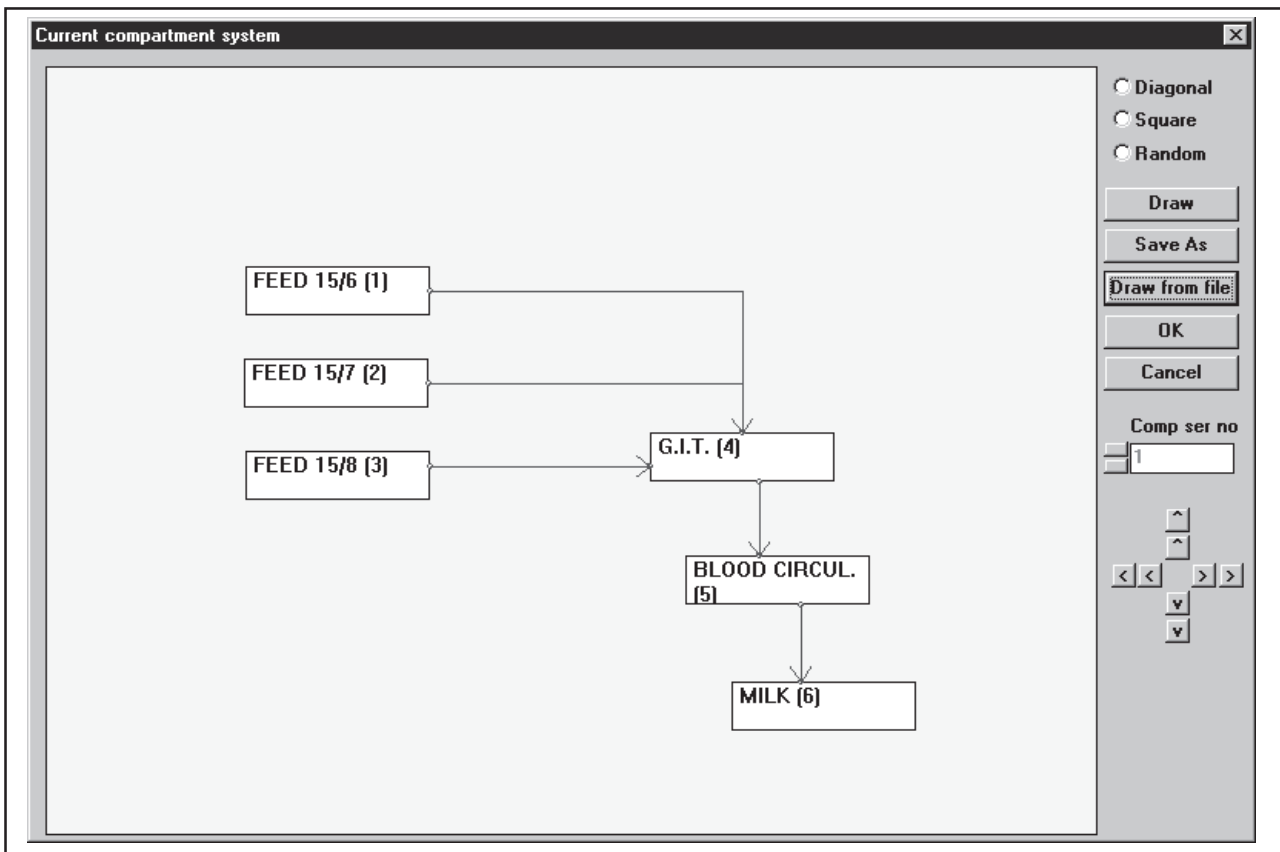 Current compartment system
FEED 15/6 (1)
FEED 15/7 (2)
FEED 15/8 (3)
G.I.T. (4)
BLOOD CIRCUL.
(5)
MILK (6)
Diagonal
Square
Random
Draw
Save As
Draw from file
OK
Cancel
Comp ser no
1
^
^
< < > >
v
v